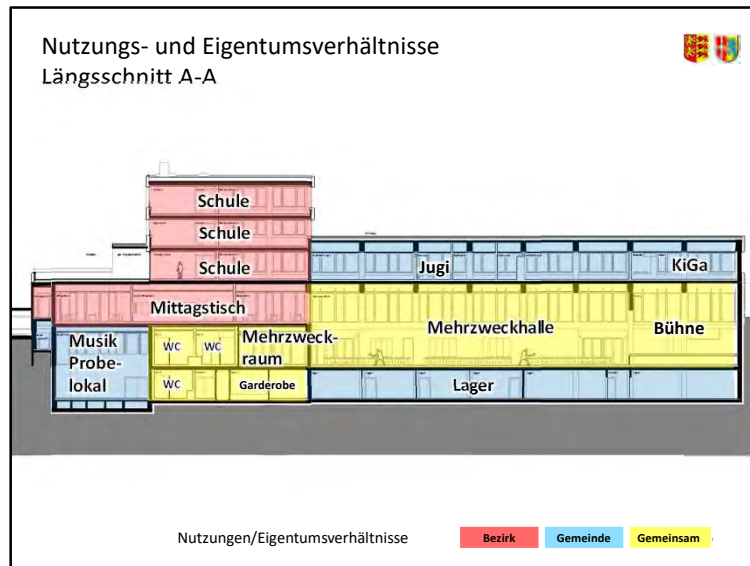 Nutzungs- und Eigentumsverhältnisse
Längsschnitt A-A
Schule
Schule
Schule
Jugi
KiGa
Mittagstisch
Musik
Probe-
lokal
WC
WC
Mehrzweck-
raum
Mehrzweckhalle
Bühne
WC
Garderobe
Lager
Nutzungen/Eigentumsverhältnisse
Bezirk
Gemeinde
Gemeinsam